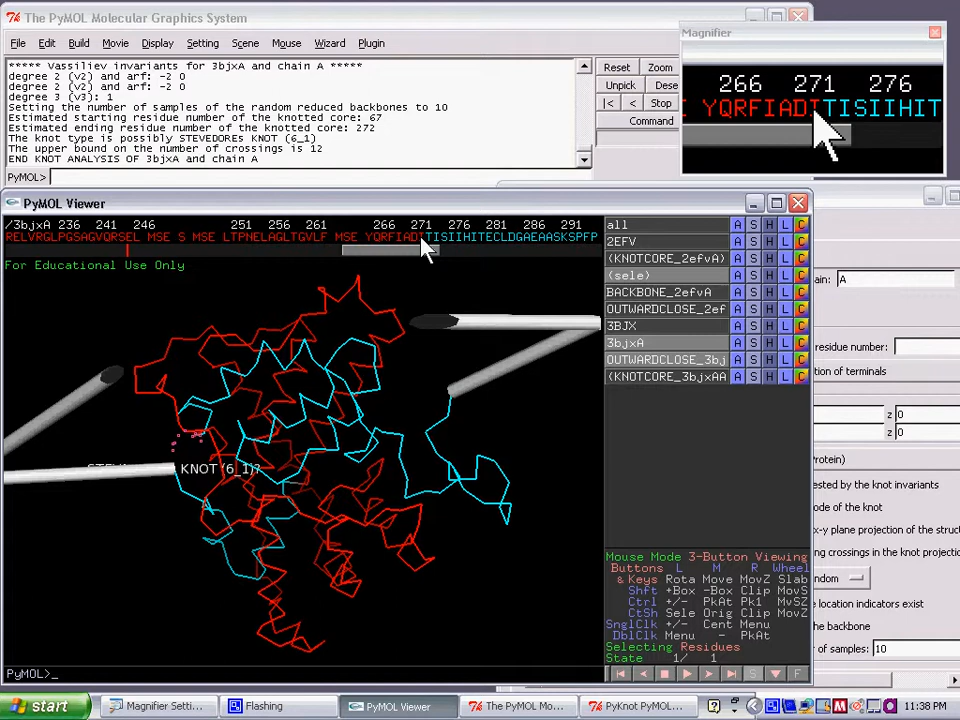 The PyMOL Molecular Graphics System
File Edit Build Movie Display Setting Scene Mouse Wizard Plugin
***** Vassiliev invariants for 3bjxA and chain A *****
degree 2 (v2) and arf: -2 0
degree 2 (v2) and arf: -2 0
degree 3 (v3): 1
Setting the number of samples of the random reduced backbones to 10
Estimated starting residue number of the knotted core: 67
Estimated ending residue number of the knotted core: 272
The knot type is possibly STEVEDORES KNOT (6_1)
The upper bound on the number of crossings is 12
END KNOT ANALYSIS OF 3bjxA and chain A
PyMOL>
Reset Zoom
Unpick Dese
|< < Stop
Command
Magnifier
266 271 276
YQRFIADITISIIHIT
PyMOL Viewer
/3bjxA 236 241 246 251 256 261 266 271 276 281 286 291
RELVRGLPGSAGVQRSEL MSE S MSE LTPNELAGLTGVLF MSE YQRFIADITISIIHITECLDGAEAASKSPFP
For Educational Use Only
KNOT(6_1)?
all A S H L C
2EFV A S H L C
(KNOTCORE_2efvA) A S H L C
(sele) A S H L C
BACKBONE_2efvA A S H L C
OUTWARDCLOSE_2ef A S H L C
3BJX A S H L C
3bjxA A S H L C
OUTWARDCLOSE_3bj A S H L C
(KNOTCORE_3bjxAA A S H L C
Mouse Mode 3-Button Viewing
Buttons L M R Wheel
& Keys Rota Move MovZ Slab
Shft +Box -Box Clip MovS
Ctrl +/- PkAt Pk1 MvSZ
CtSh Sele Orig Clip MovZ
SnglClk +/- Cent Menu
DblClk Menu - PkAt
Selecting Residues
State 1/ 1
S F
PyMOL>_
ain: A
residue number:
tion of terminals
z 0
z 0
Protein)
ested by the knot invariants
ode of the knot
x-y plane projection of the struct
ng crossings in the knot projectio
ndom
e location indicators exist
the backbone
r of samples: 10
start
Magnifier Setti...
Flashing
PyMOL Viewer
The PyMOL Mo...
PyKnot PyMOL...
11:38 PM